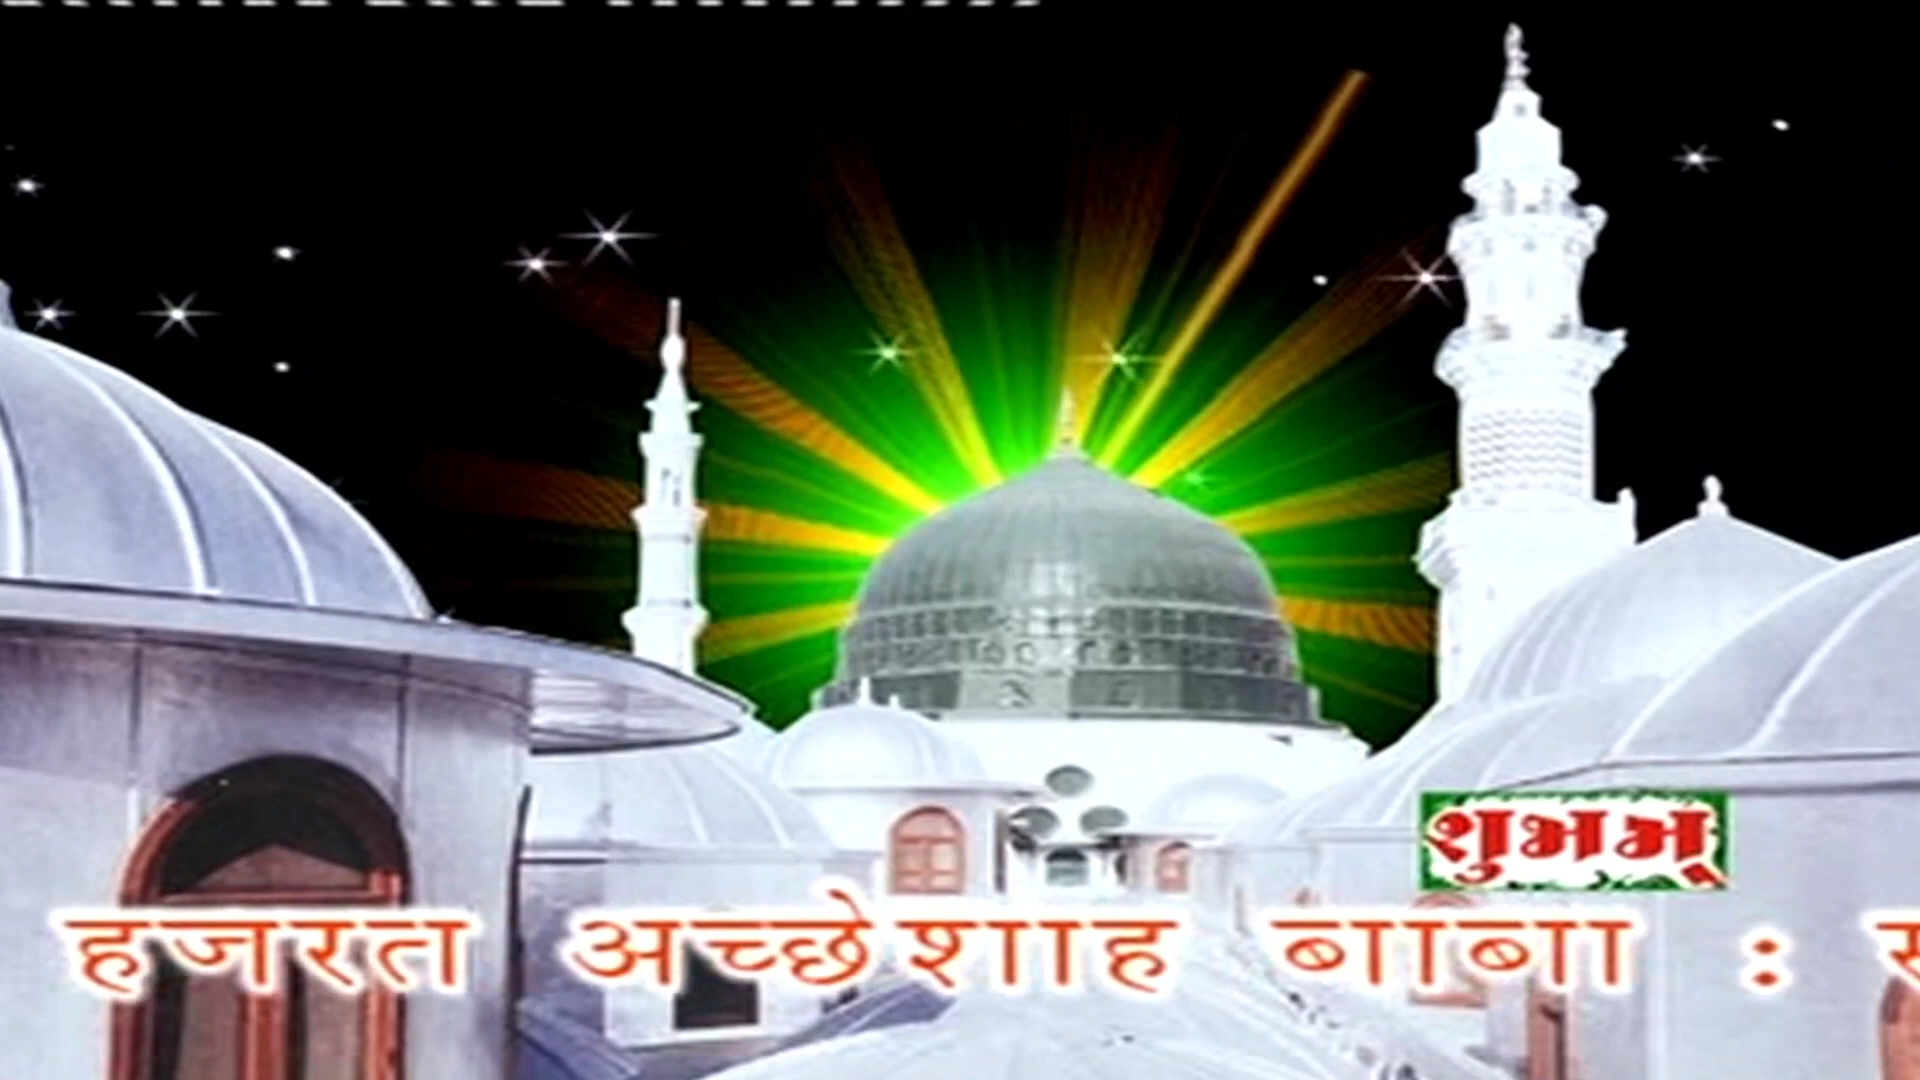 शुभम्
हजरत अच्छेशाह बाबा :